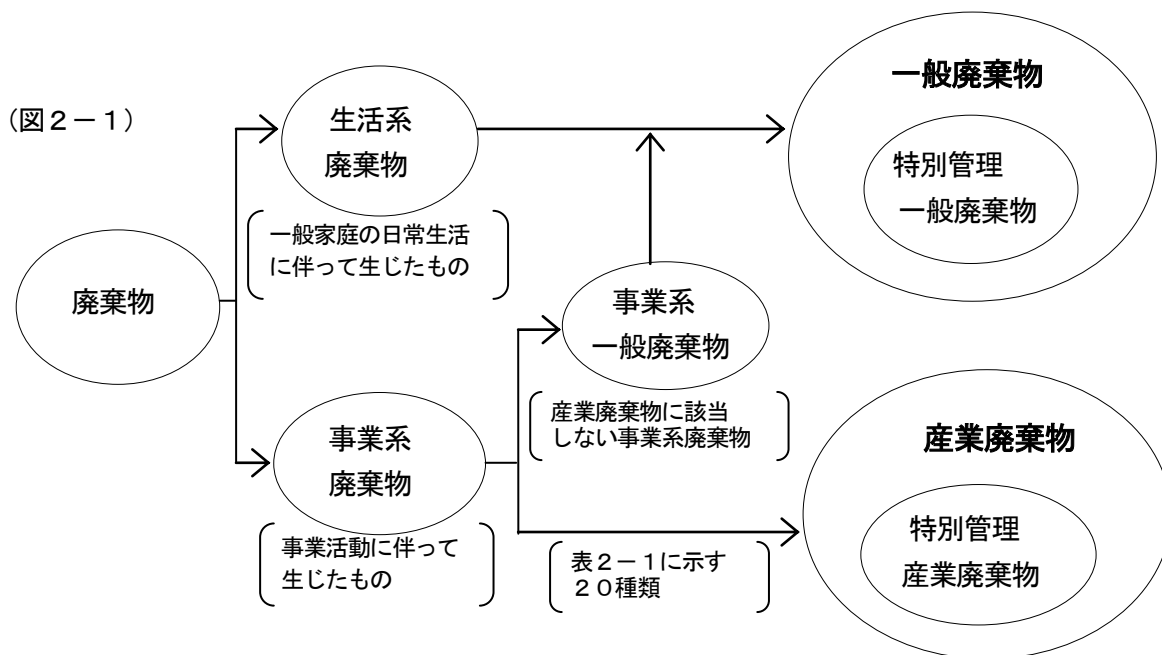 (図2-1)
生活系
廃棄物
一般家庭の日常生活
に伴って生じたもの
廃棄物
事業系
廃棄物
事業活動に伴って
生じたもの
事業系
一般廃棄物
産業廃棄物に該当
しない事業系廃棄物
表2-1に示す
20種類
一般廃棄物
特別管理
一般廃棄物
産業廃棄物
特別管理
産業廃棄物